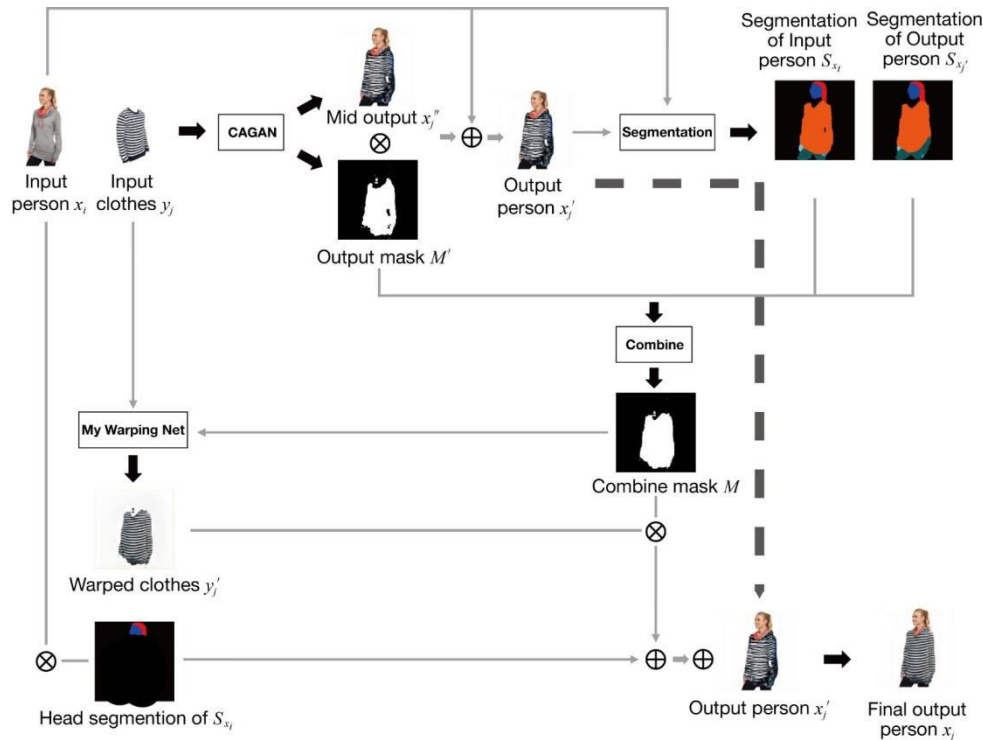 Segmentation
of Input
person S_{x_i}
Segmentation
of Output
person S_{x_j'}
CAGAN
Mid output x_j''
Segmentation
Input
person x_i
Input
clothes y_j
Output
person x_j'
Output mask M'
Combine
My Warping Net
Combine mask M
Warped clothes y_j'
Head segmention of S_{x_i}
Output person x_j'
Final output
person x_i